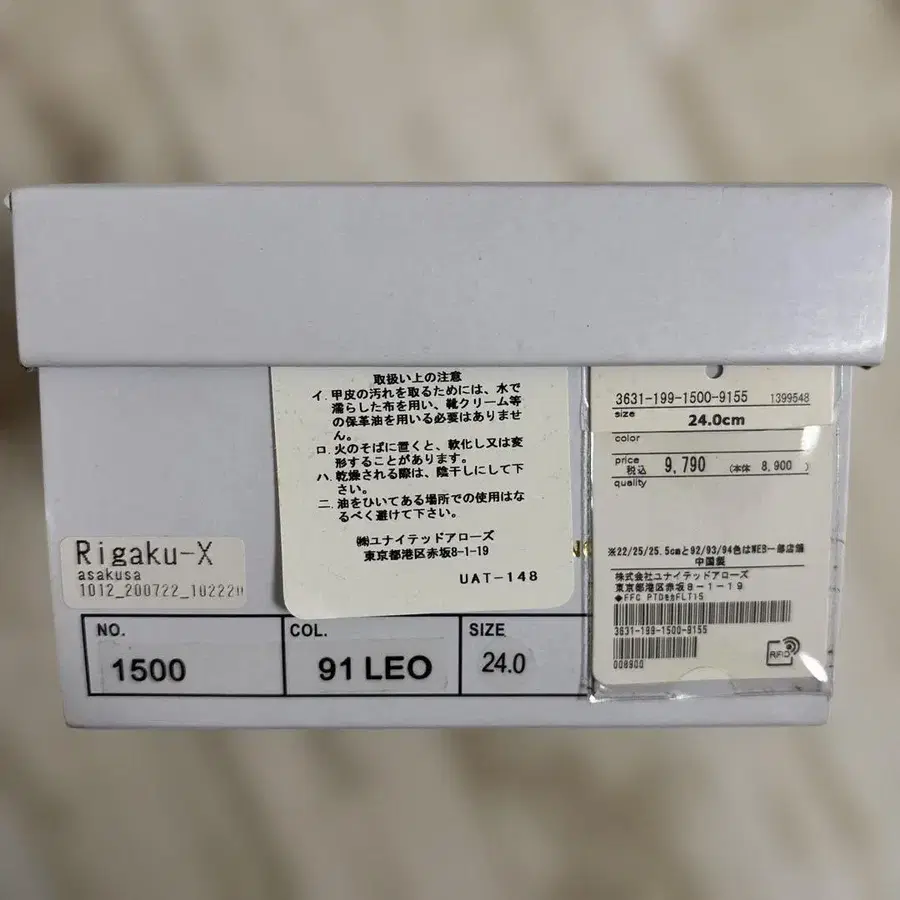 取扱い上の注意
イ. 甲皮の汚れを取るためには、水で
濡らした布を用い、靴クリーム等
の保革油を用いる必要はありませ
ん。
ロ. 火のそばに置くと、軟化し又は変
形することがあります。
ハ. 乾燥される際は、陰干しにして下
さい。
ニ. 油をひいてある場所での使用はな
るべく避けて下さい。
㈱ユナイテッドアローズ
東京都港区赤坂8-1-19
UAT-148
3631-199-1500-9155 1399548
size
24.0cm
color
price
税込 9,790 (本体 8,900 )
quality
※22/25/25.5cmと92/93/94色はWEB一部店舗
中国製
株式会社ユナイテッドアローズ
東京都港区赤坂8-1-19
◆FFC PTDモカFLT15
3631-199-1500-9155
008900
RFID
Rigaku-X
asakusa
1012_200722_102220
NO. COL. SIZE
1500 91 LEO 24.0